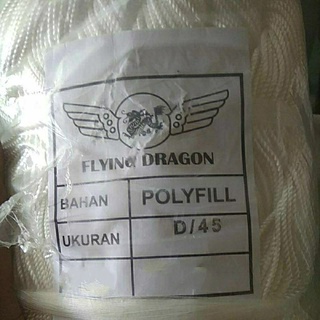 FLYING DRAGON
BAHAN POLYFILL
UKURAN D/45